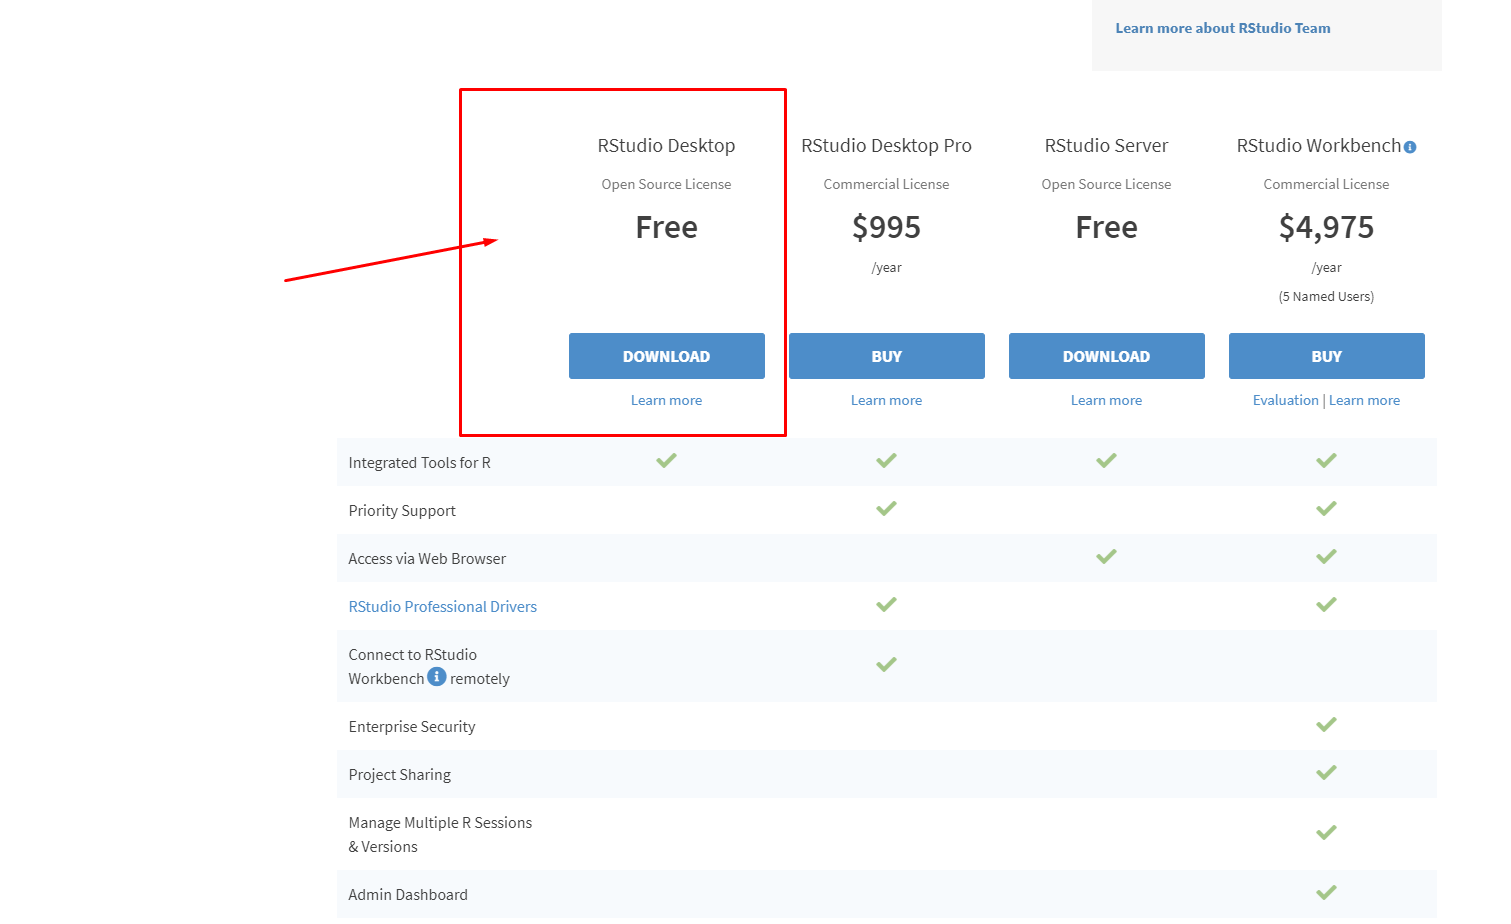 Learn more about RStudio Team
RStudio Desktop RStudio Desktop Pro RStudio Server RStudio Workbench
Open Source License Commercial License Open Source License Commercial License
Free $995 Free $4,975
/year /year
(5 Named Users)
DOWNLOAD BUY DOWNLOAD BUY
Learn more Learn more Learn more Evaluation | Learn more
Integrated Tools for R
Priority Support
Access via Web Browser
RStudio Professional Drivers
Connect to RStudio
Workbench i remotely
Enterprise Security
Project Sharing
Manage Multiple R Sessions
& Versions
Admin Dashboard